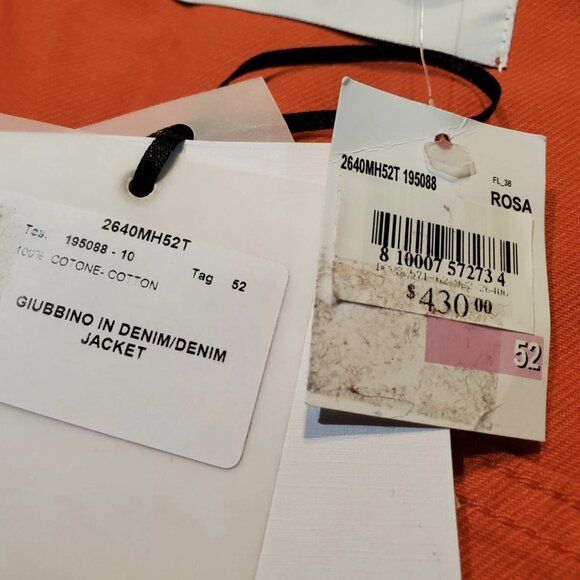 2640MH52T
Tes. 195088 - 10
100% COTONE-COTTON Tag 52
GIUBBINO IN DENIM/DENIM
JACKET
2640MH52T 195088
FL_38
ROSA
8 10007 57273 4
$430.00
52